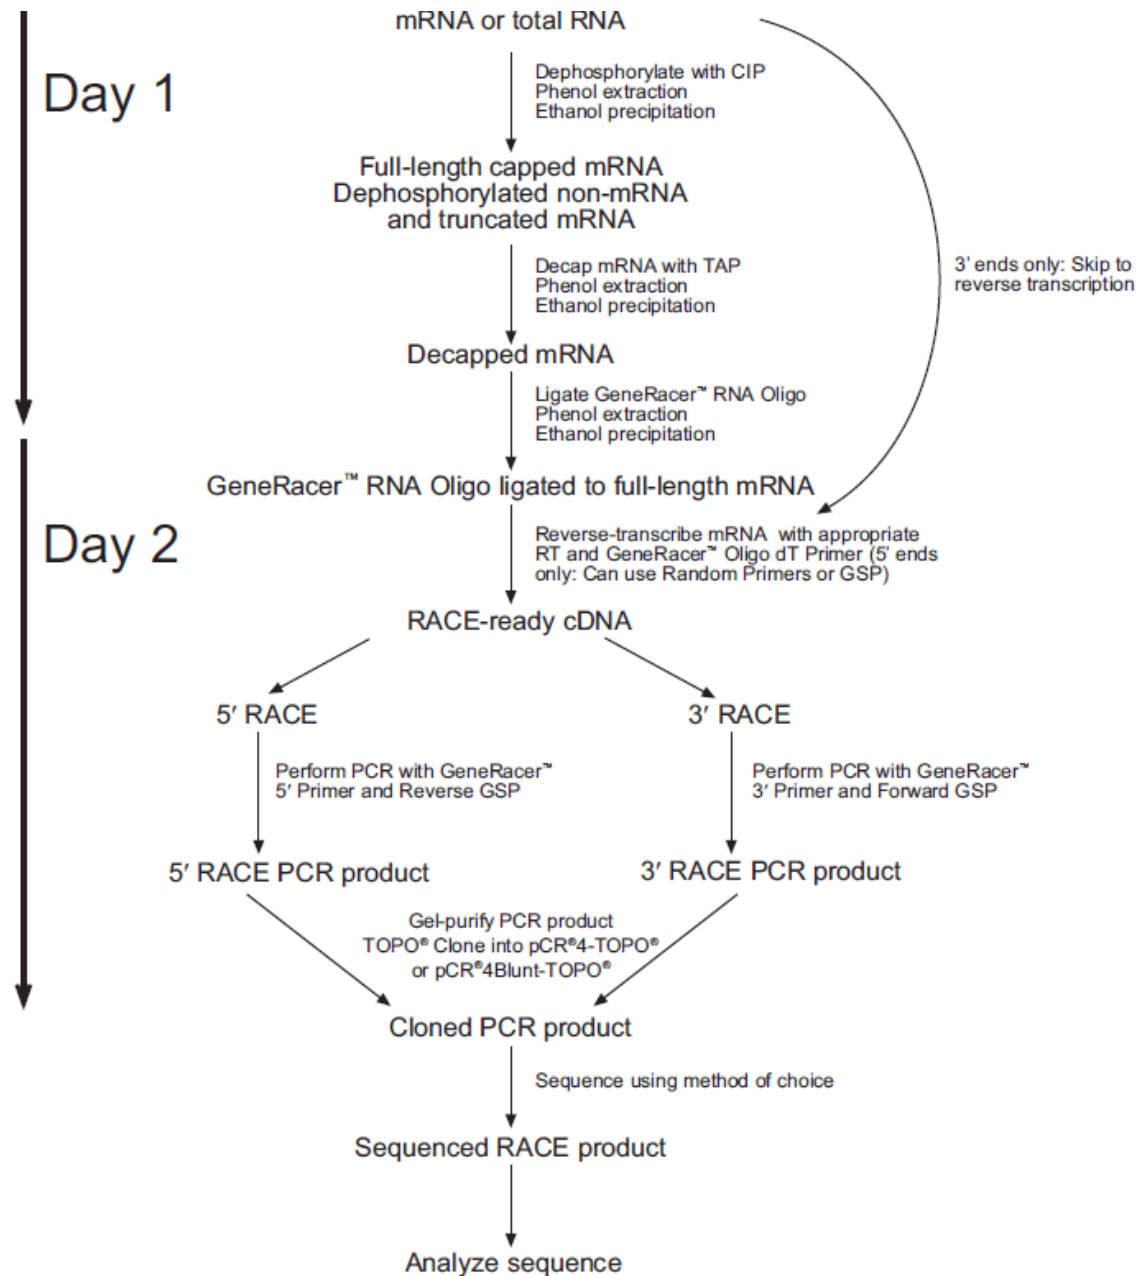 mRNA or total RNA
Day 1
Dephosphorylate with CIP
Phenol extraction
Ethanol precipitation
Full-length capped mRNA
Dephosphorylated non-mRNA
and truncated mRNA
Decap mRNA with TAP
Phenol extraction
Ethanol precipitation
3' ends only: Skip to
reverse transcription
Decapped mRNA
Ligate GeneRacer™ RNA Oligo
Phenol extraction
Ethanol precipitation
GeneRacer™ RNA Oligo ligated to full-length mRNA
Day 2
Reverse-transcribe mRNA with appropriate
RT and GeneRacer™ Oligo dT Primer (5' ends
only: Can use Random Primers or GSP)
RACE-ready cDNA
5′ RACE
3′ RACE
Perform PCR with GeneRacer™
5′ Primer and Reverse GSP
Perform PCR with GeneRacer™
3′ Primer and Forward GSP
5′ RACE PCR product
3′ RACE PCR product
Gel-purify PCR product
TOPO® Clone into pCR®4-TOPO®
or pCR®4Blunt-TOPO®
Cloned PCR product
Sequence using method of choice
Sequenced RACE product
Analyze sequence